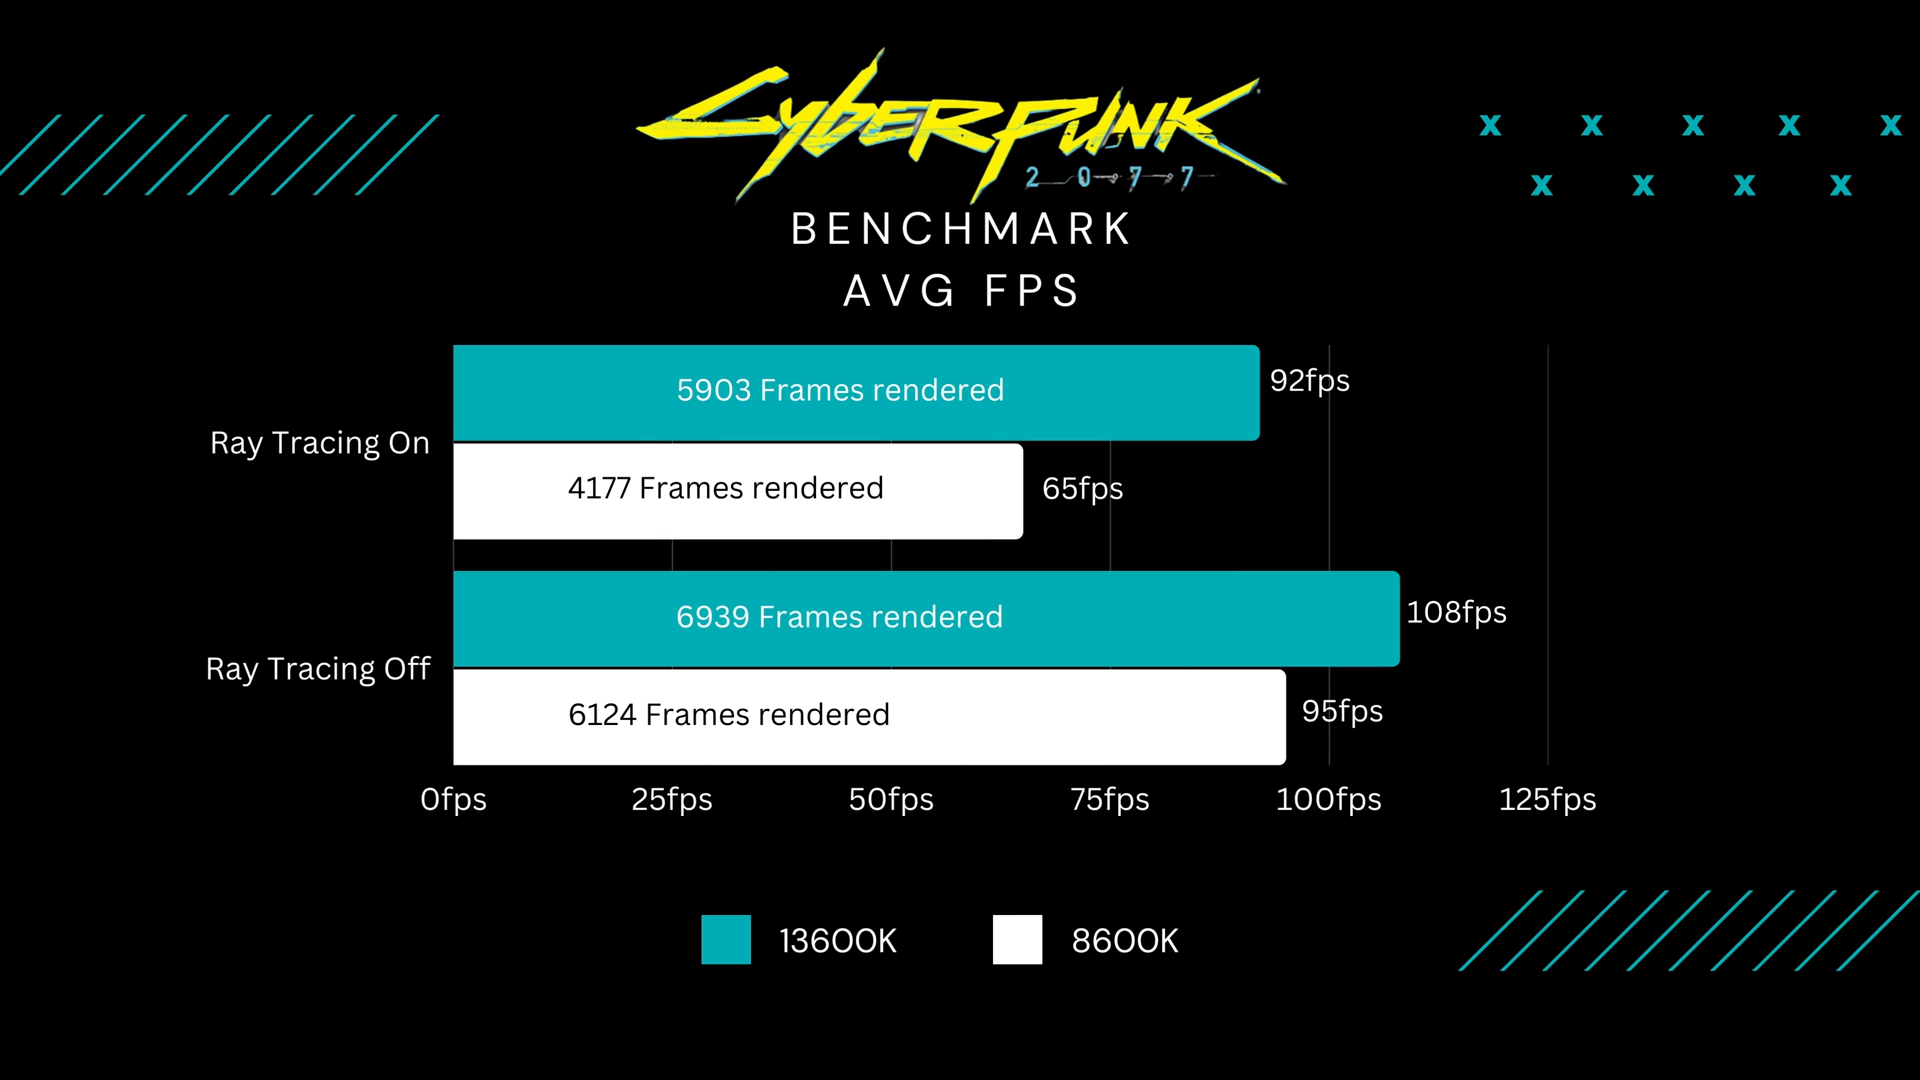 Cyberpunk
2077
BENCHMARK
AVG FPS
5903 Frames rendered
92fps
Ray Tracing On
4177 Frames rendered
65fps
6939 Frames rendered
108fps
Ray Tracing Off
6124 Frames rendered
95fps
0fps 25fps 50fps 75fps 100fps 125fps
13600K 8600K